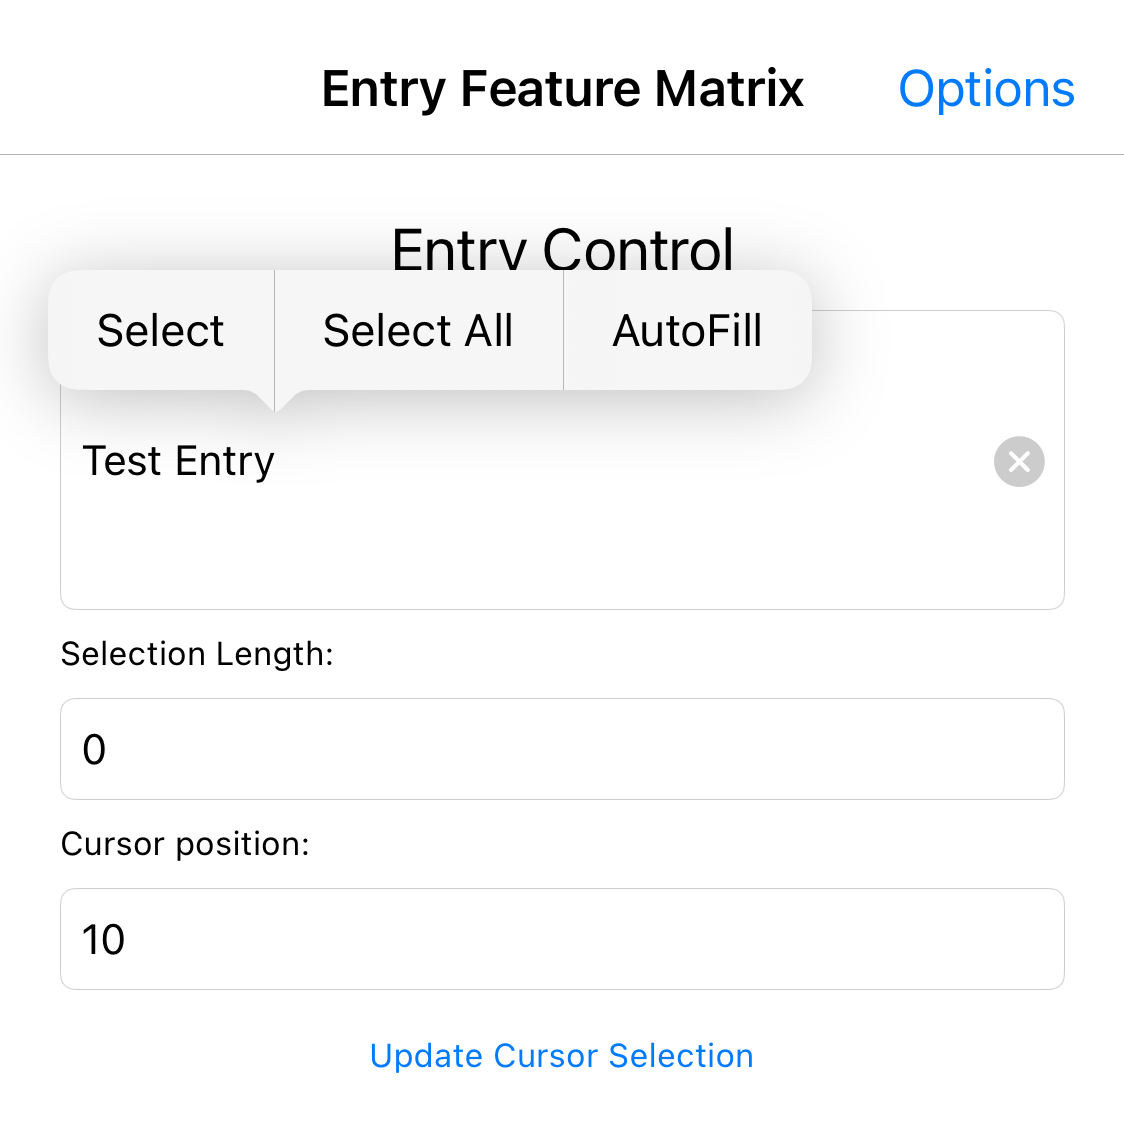 Entry Feature Matrix Options
Entry Control
Select Select All AutoFill
Test Entry
Selection Length:
0
Cursor position:
10
Update Cursor Selection